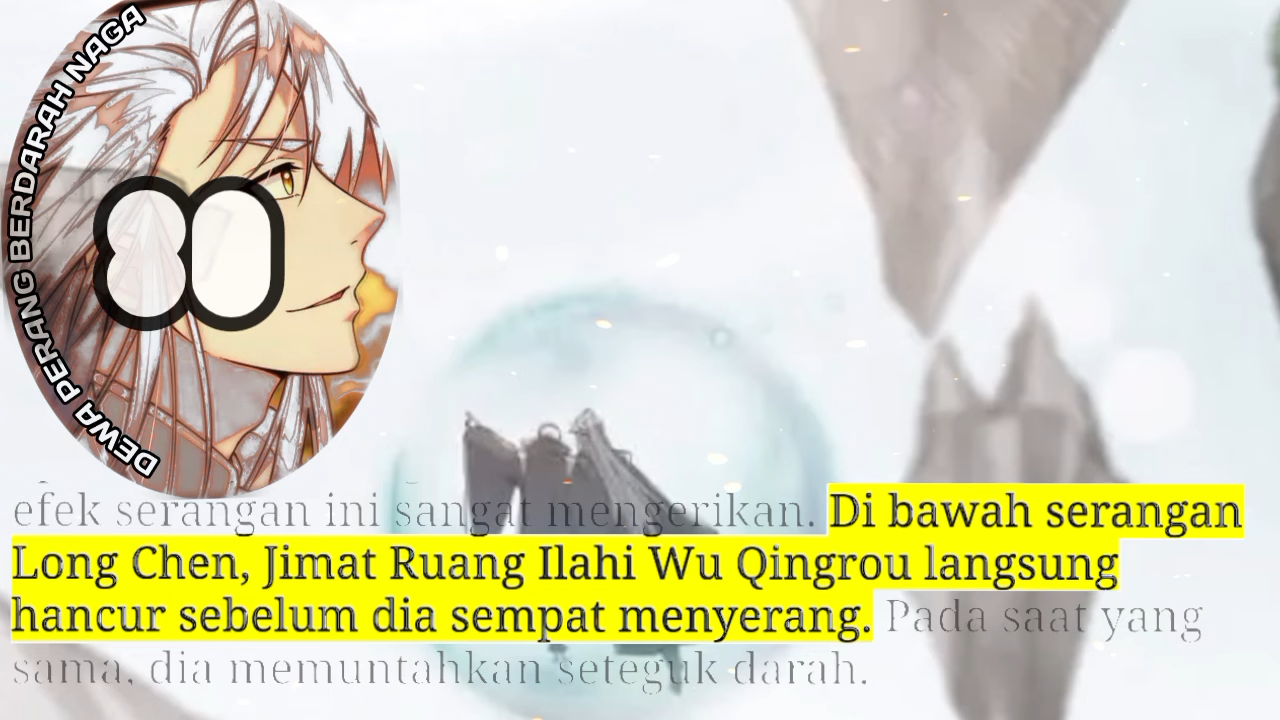 DEWA PERANG BERDARAH NAGA
80
efek serangan ini sangat mengerikan. Di bawah serangan
Long Chen, Jimat Ruang Ilahi Wu Qingrou langsung
hancur sebelum dia sempat menyerang. Pada saat yang
sama, dia memuntahkan seteguk darah.